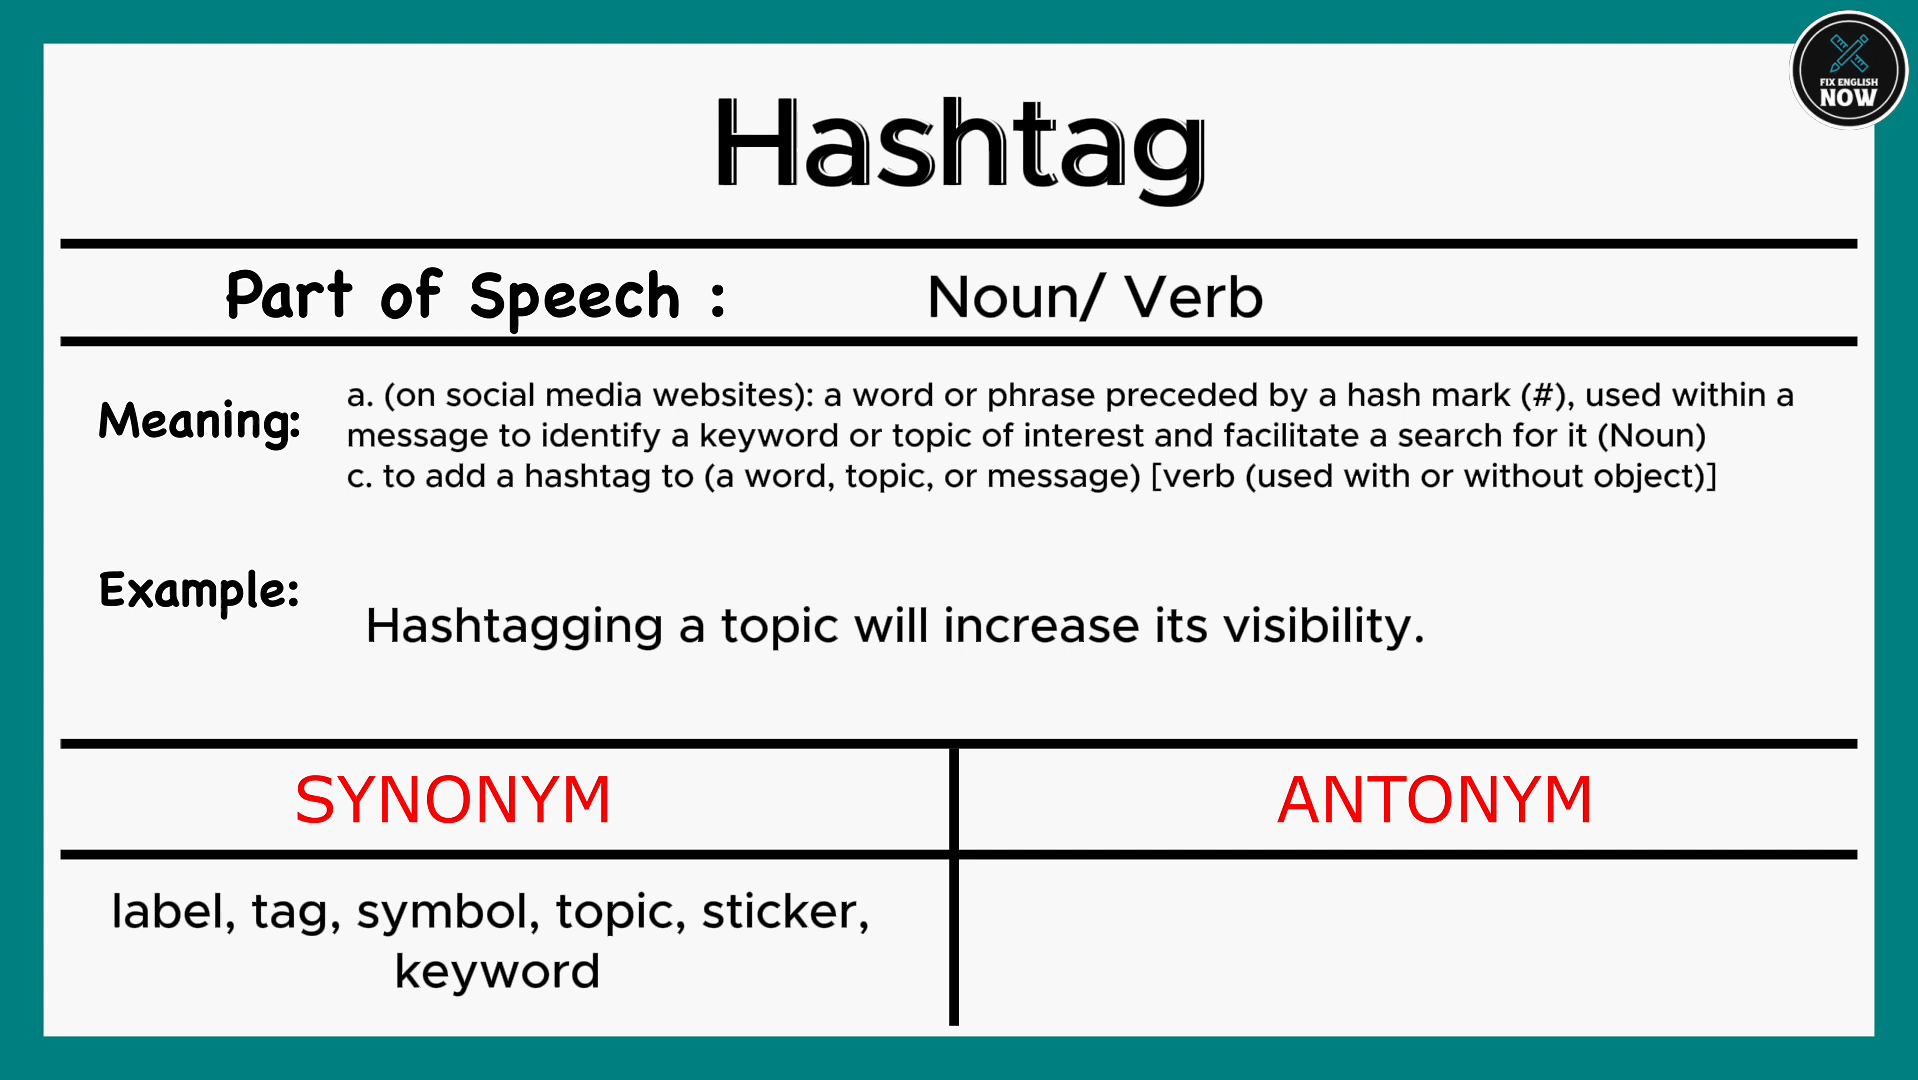 FIX ENGLISH
NOW
Hashtag
Part of Speech :
Noun/ Verb
Meaning:
a. (on social media websites): a word or phrase preceded by a hash mark (#), used within a
message to identify a keyword or topic of interest and facilitate a search for it (Noun)
c. to add a hashtag to (a word, topic, or message) [verb (used with or without object)]
Example:
Hashtagging a topic will increase its visibility.
SYNONYM
ANTONYM
label, tag, symbol, topic, sticker,
keyword